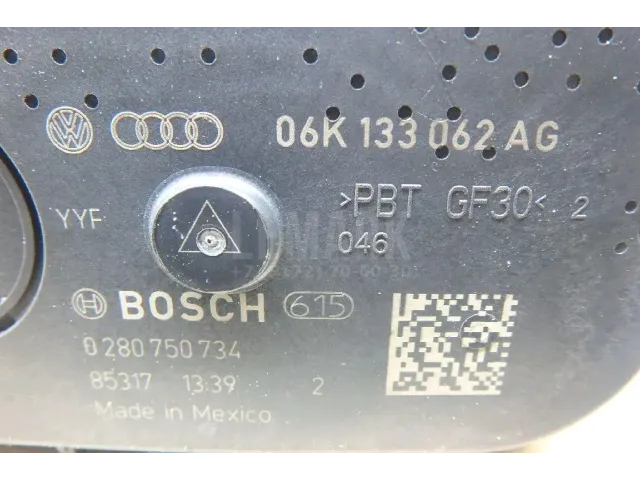 06K 133 062 AG
YYF
>PBT GF30< 2
046
BOSCH 615
0 280 750 734
85317 13:39 2
Made in Mexico